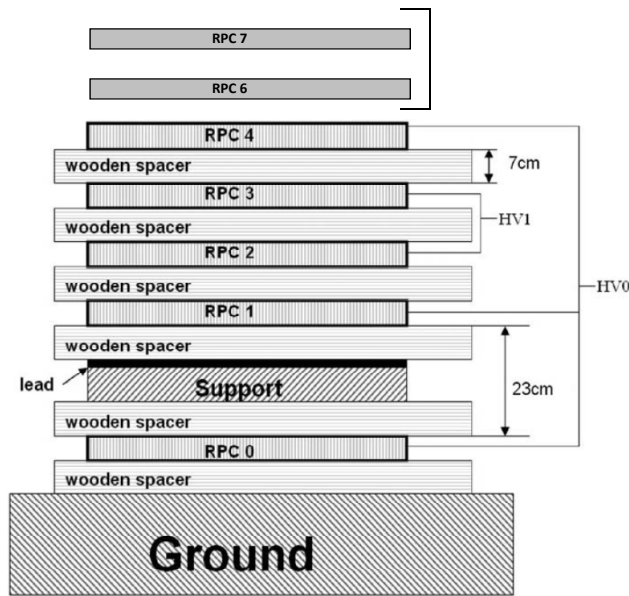 RPC 7
RPC 6
RPC 4
wooden spacer
7cm
RPC 3
wooden spacer
HV1
RPC 2
wooden spacer
HV0
RPC 1
wooden spacer
lead
Support
23cm
wooden spacer
RPC 0
wooden spacer
Ground